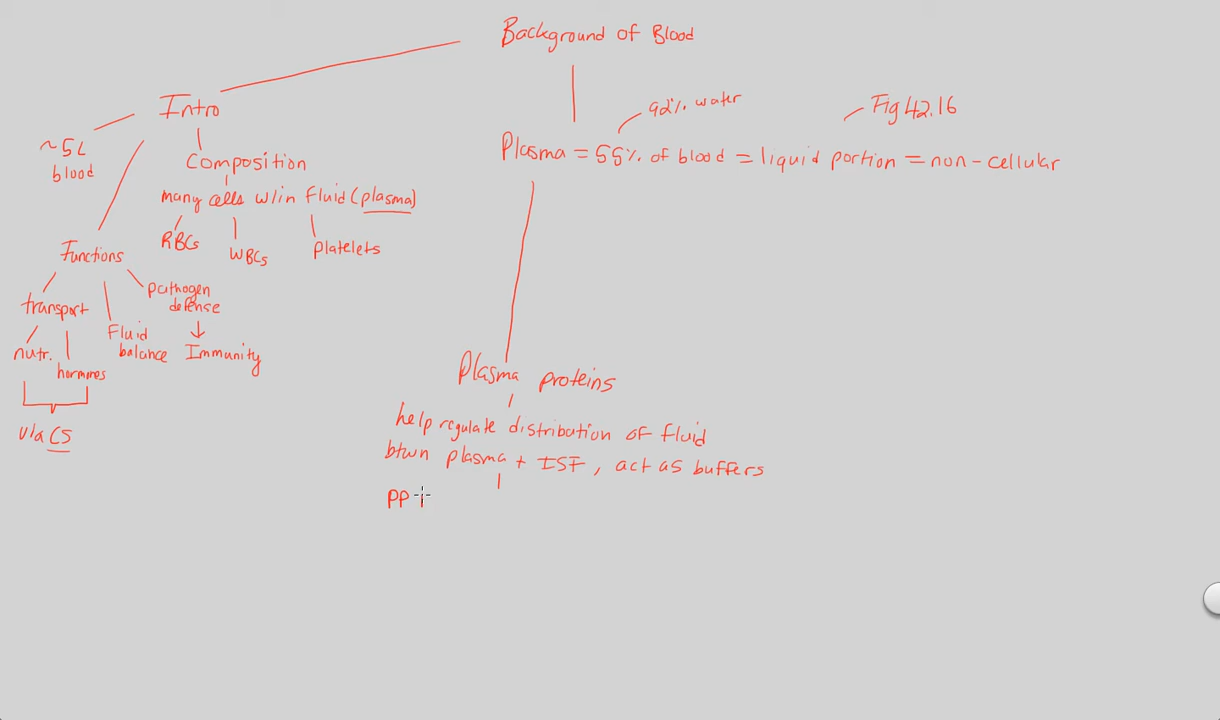 Background of Blood
Intro
~5L
blood
Composition
many cells w/in fluid (plasma)
RBCs
WBCs
Platelets
Functions
transport
nutr.
hormones
via CS
Fluid
balance
pathogen
defense
Immunity
92% water
Fig 42.16
Plasma = 55% of blood = liquid portion = non-cellular
Plasma proteins
help regulate distribution of fluid
btwn plasma + ISF, act as buffers
PP